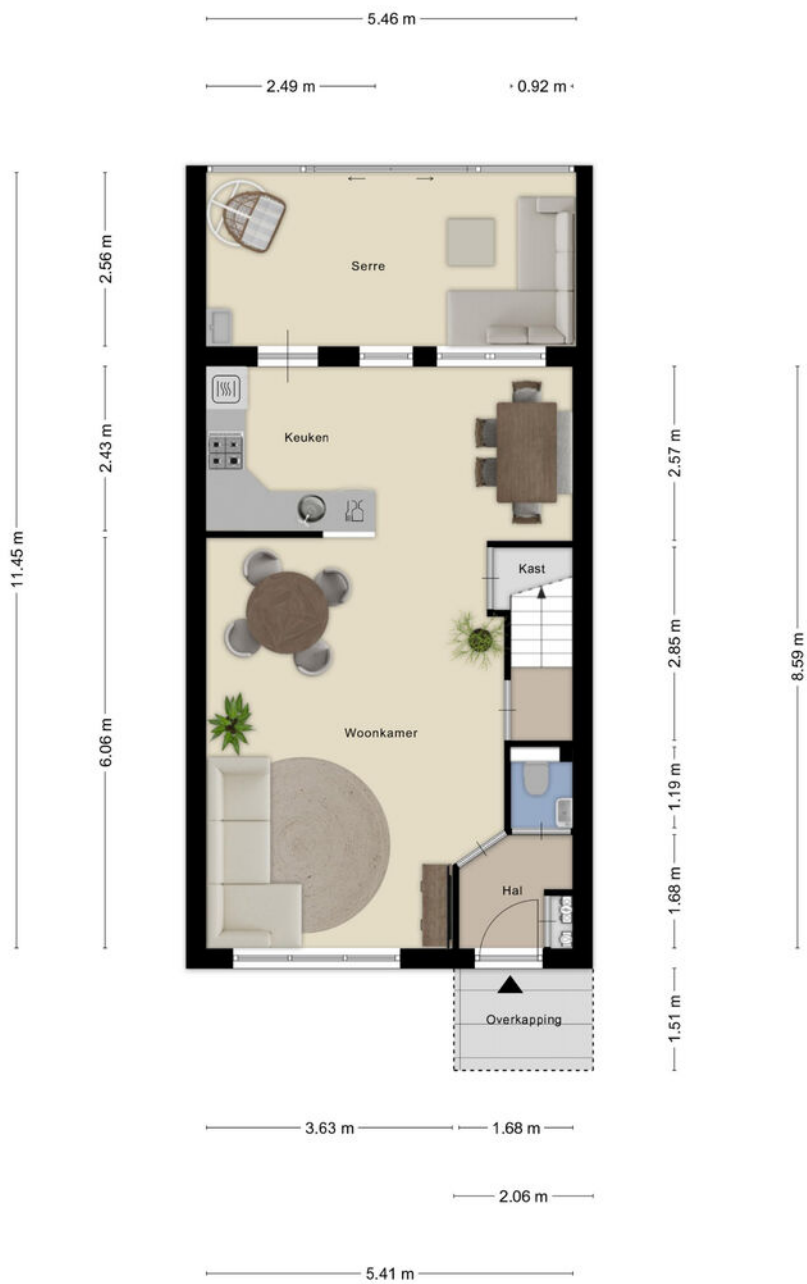 5.46 m
2.49 m
0.92 m
Serre
2.56 m
Keuken
2.43 m
2.57 m
11.45 m
Kast
2.85 m
8.59 m
Woonkamer
6.06 m
1.19 m
Hal
1.68 m
Overkapping
1.51 m
3.63 m
1.68 m
2.06 m
5.41 m